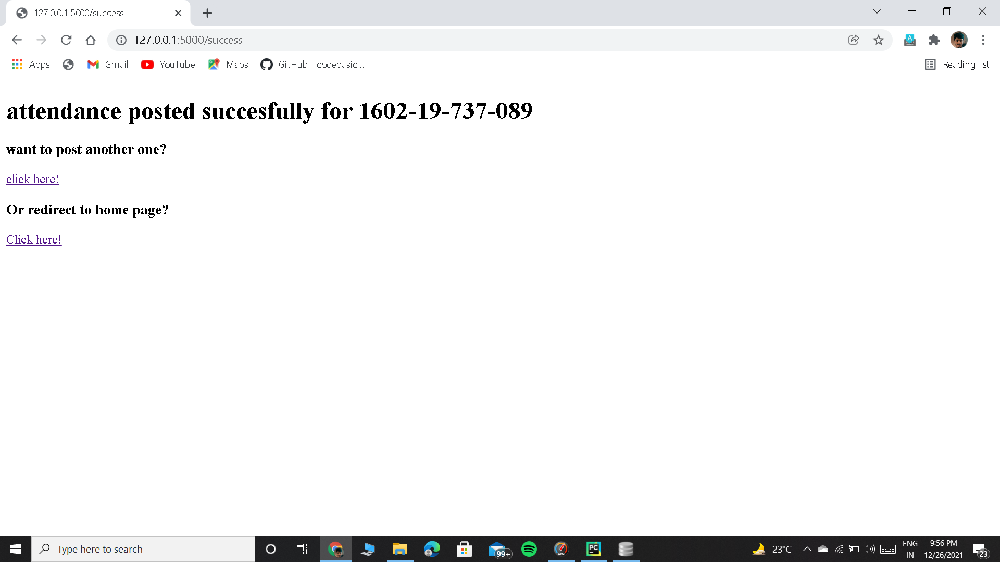 127.0.0.1:5000/success
127.0.0.1:5000/success
Apps Gmail YouTube Maps GitHub - codebasic... Reading list
attendance posted succesfully for 1602-19-737-089
want to post another one?
click here!
Or redirect to home page?
Click here!
Type here to search 99+ PC 23°C ENG 9:56 PM
IN 12/26/2021 23